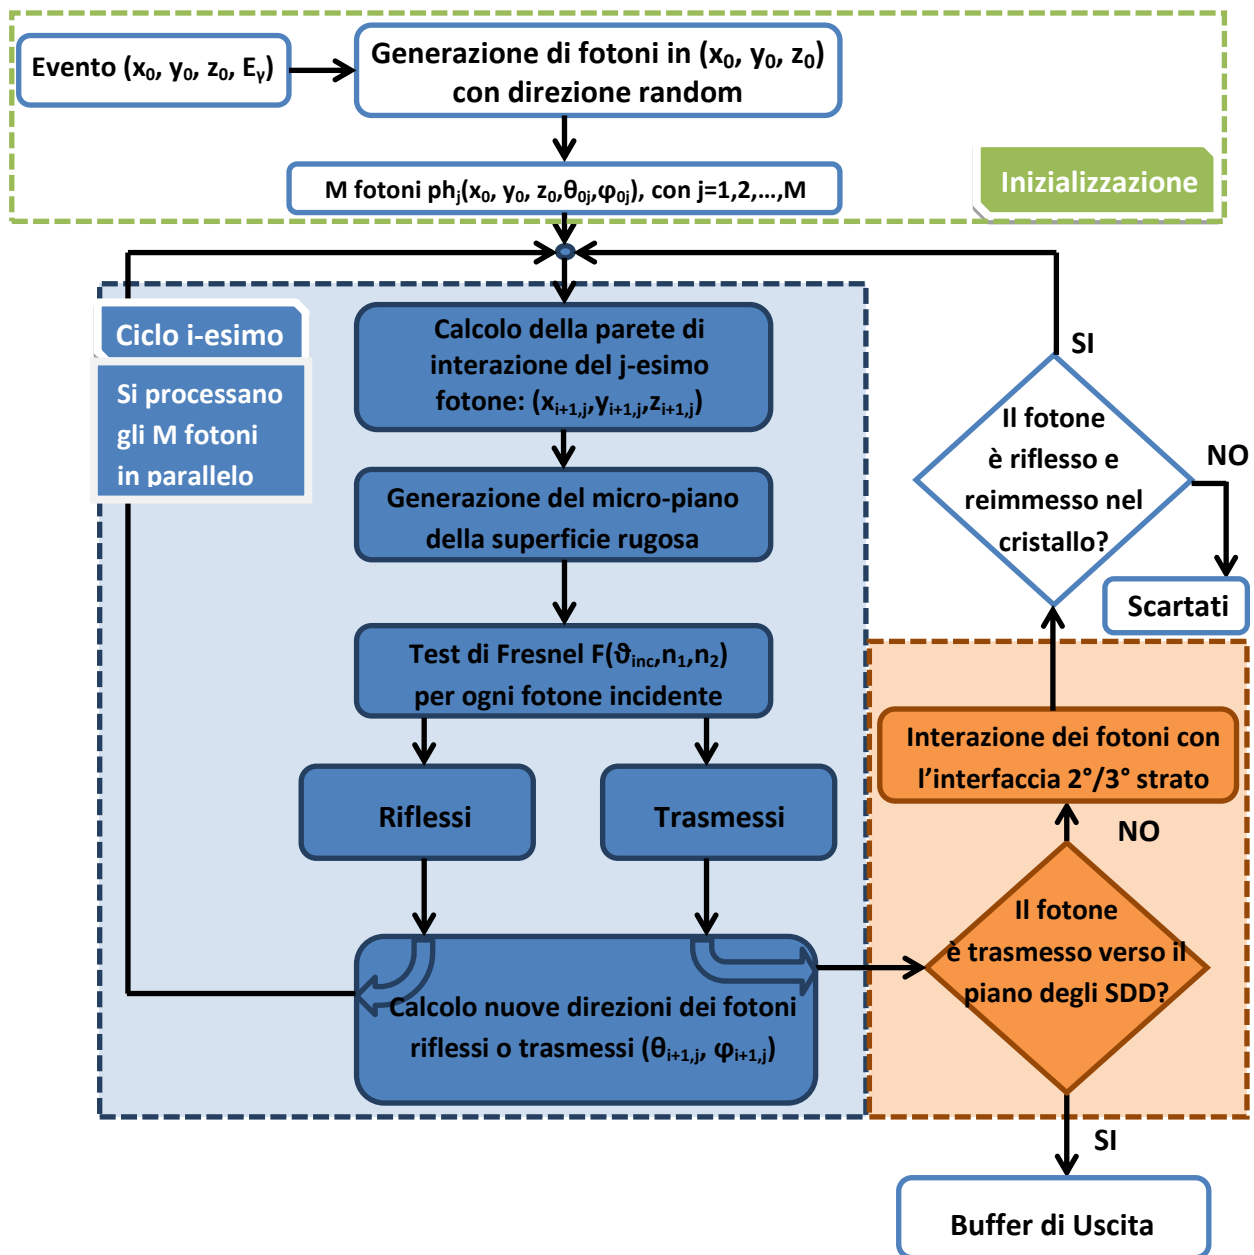 Evento (x₀, y₀, z₀, Eᵧ)
Generazione di fotoni in (x₀, y₀, z₀)
con direzione random
M fotoni phⱼ(x₀, y₀, z₀,θ₀ⱼ,φ₀ⱼ), con j=1,2,...,M
Inizializzazione
Ciclo i-esimo
Si processano
gli M fotoni
in parallelo
Calcolo della parete di
interazione del j-esimo
fotone: (xᵢ₊₁,ⱼ,yᵢ₊₁,ⱼ,zᵢ₊₁,ⱼ)
Generazione del micro-piano
della superficie rugosa
Test di Fresnel F(ϑinc,n₁,n₂)
per ogni fotone incidente
Riflessi
Trasmessi
Calcolo nuove direzioni dei fotoni
riflessi o trasmessi (θᵢ₊₁,ⱼ, φᵢ₊₁,ⱼ)
SI
Il fotone
è riflesso e
reimmesso nel
cristallo?
NO
Scartati
Interazione dei fotoni con
l'interfaccia 2°/3° strato
NO
Il fotone
è trasmesso verso il
piano degli SDD?
SI
Buffer di Uscita